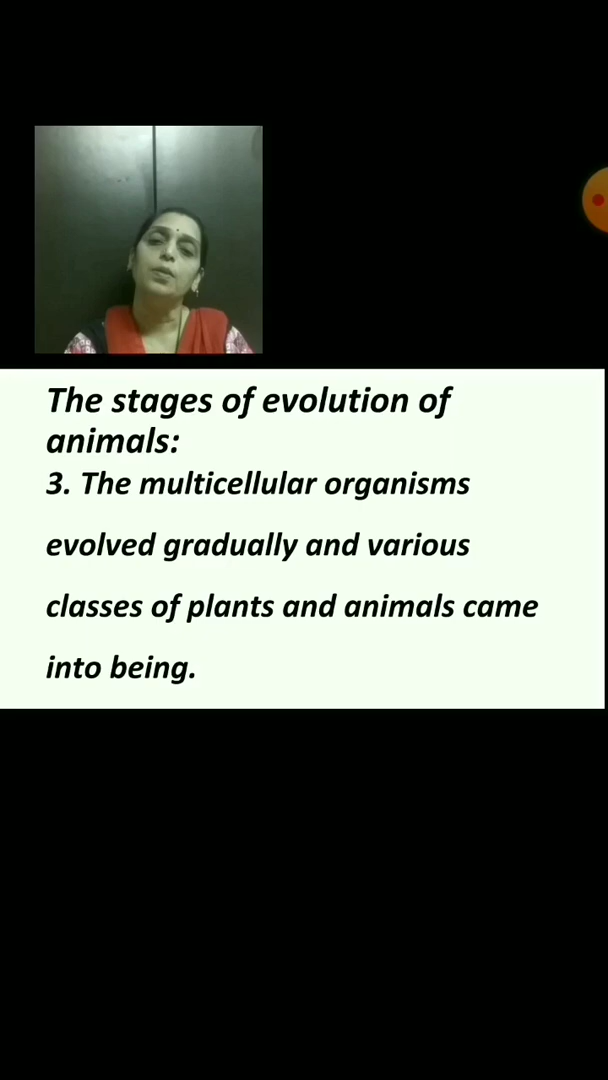 The stages of evolution of
animals:
3. The multicellular organisms
evolved gradually and various
classes of plants and animals came
into being.